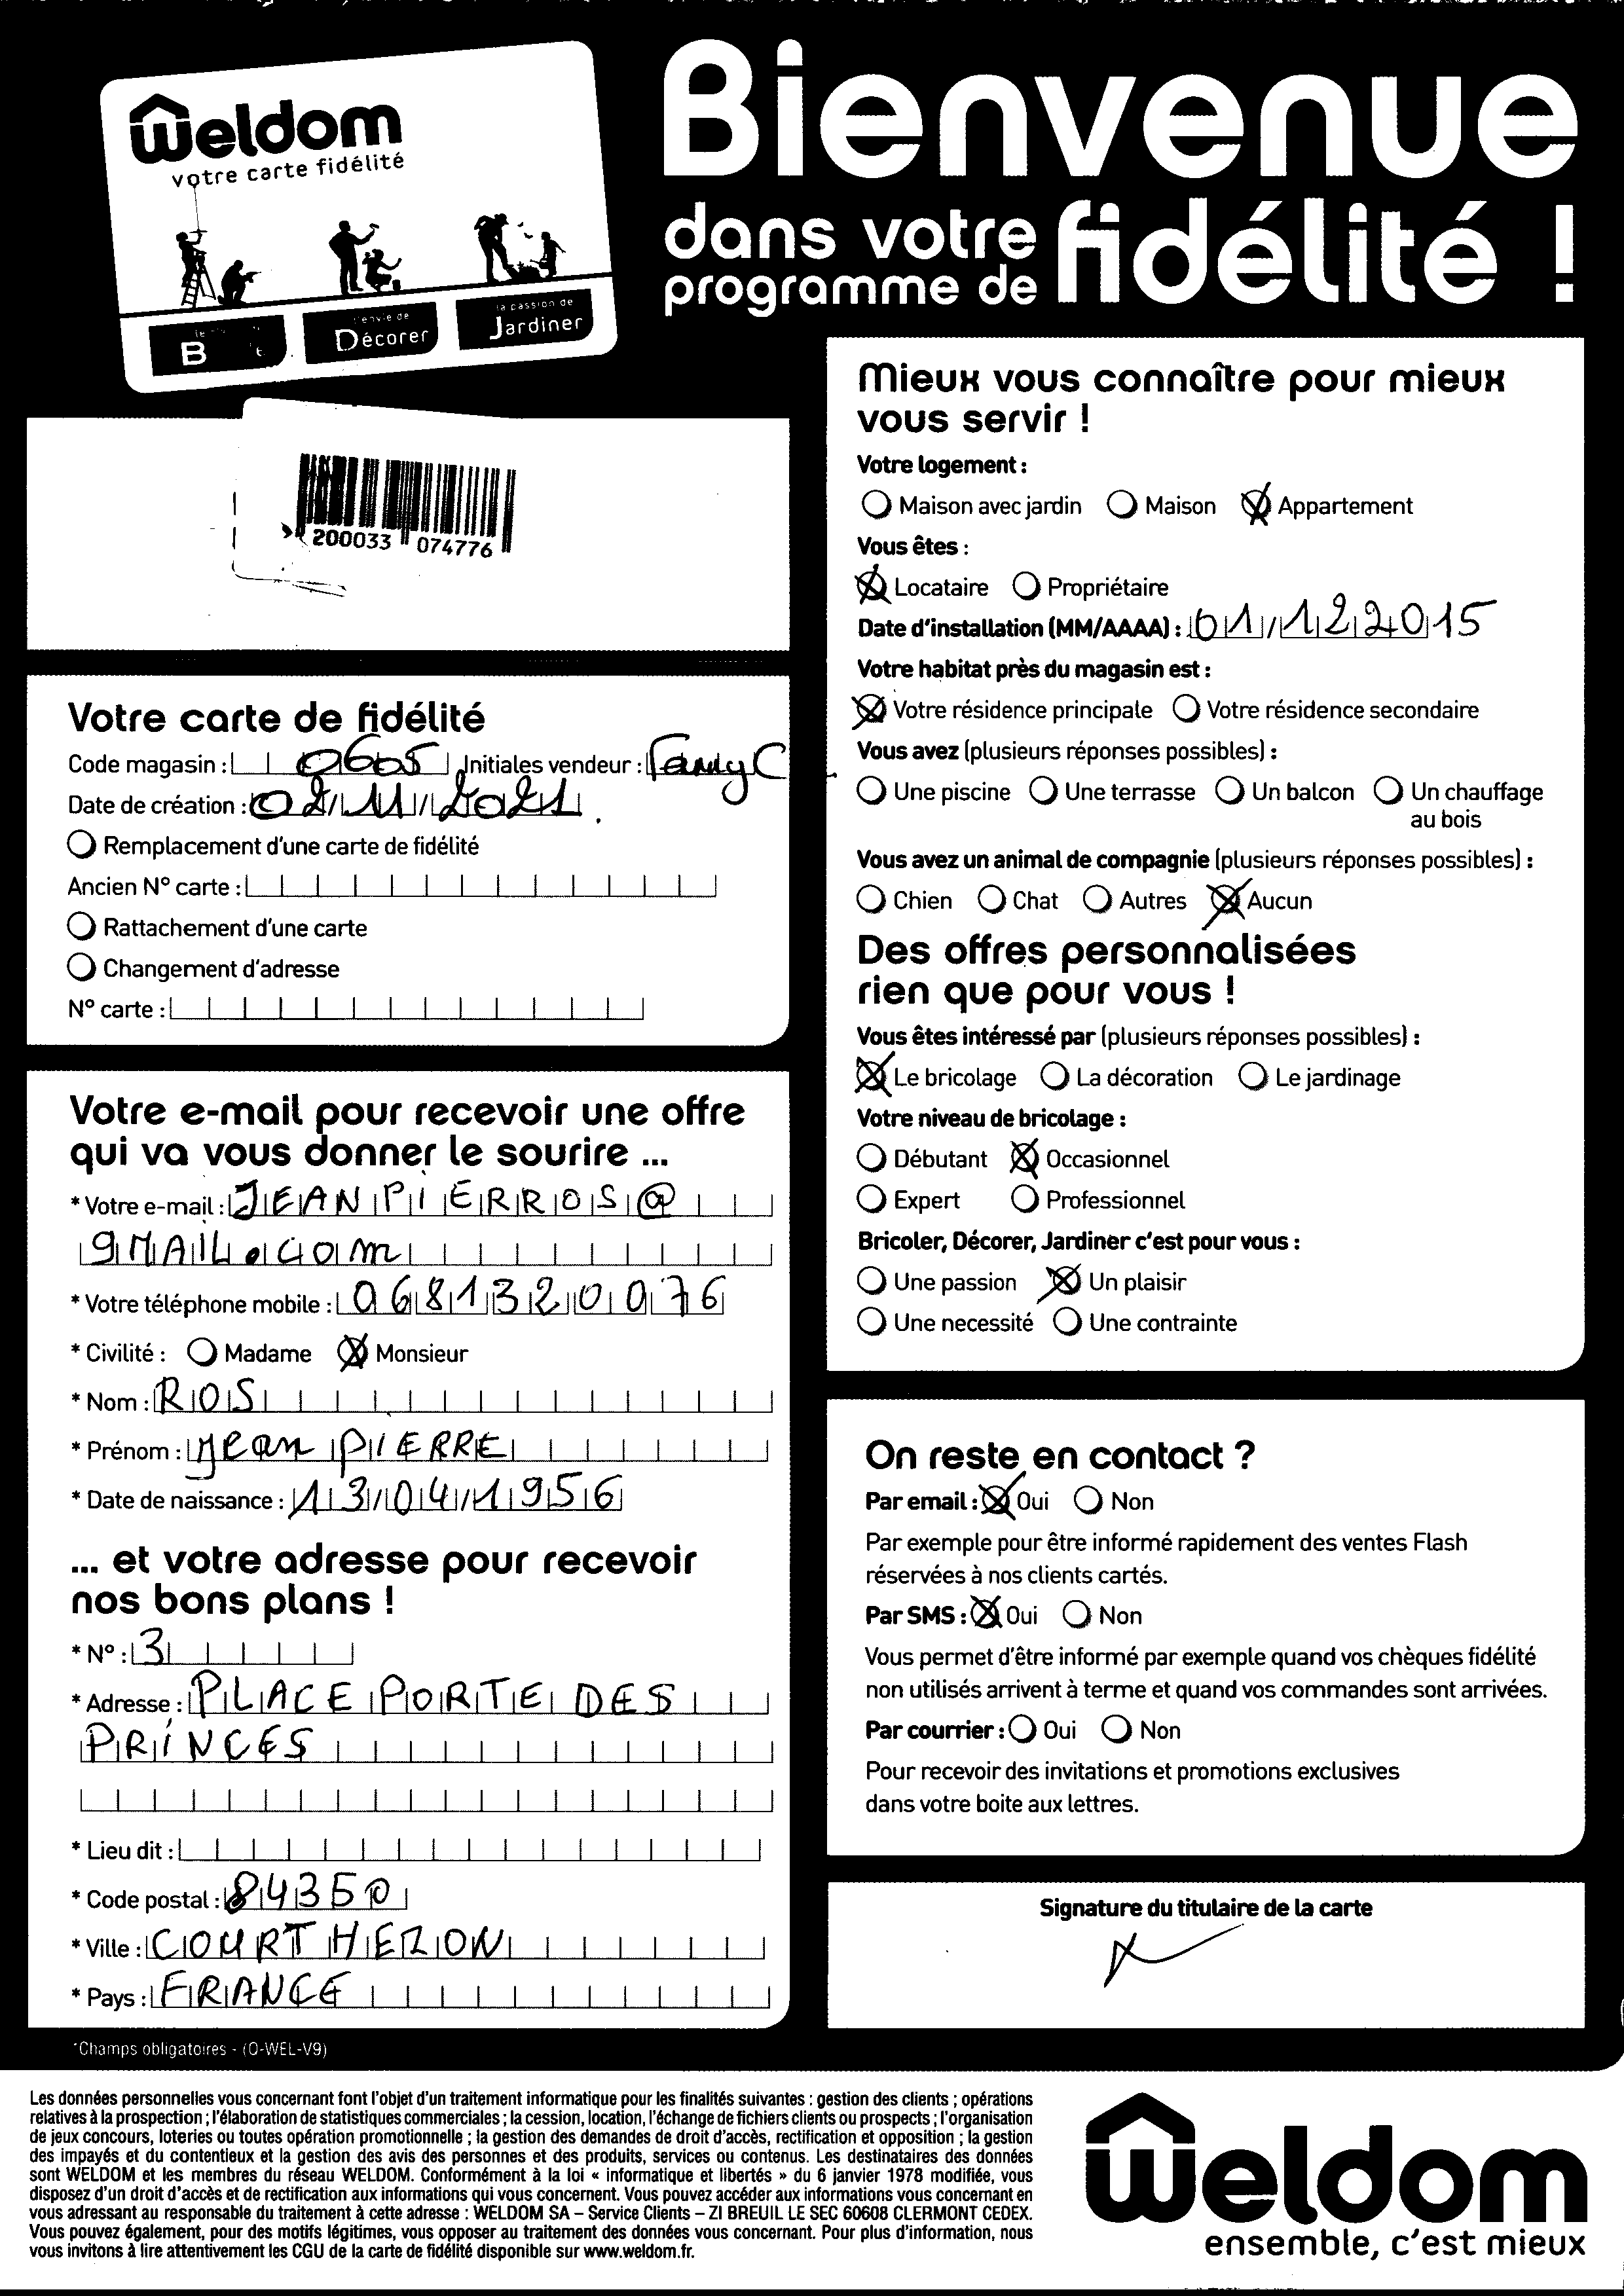 Weldom
votre carte fidélité
B
l'envie de
Décorer
la passion de
Jardiner
Bienvenue
dans votre
programme de
fidélité !
200033 074776
Votre carte de fidélité
Code magasin : 0605 Initiales vendeur : Fanny C
Date de création : 02/11/2021
Remplacement d'une carte de fidélité
Ancien N° carte :
Rattachement d'une carte
Changement d'adresse
N° carte :
Votre e-mail pour recevoir une offre
qui va vous donner le sourire ...
* Votre e-mail : JEANPIERROS@
gMAIL.COM
* Votre téléphone mobile : 0681320076
* Civilité : Madame Monsieur
* Nom : ROS
* Prénom : Jean PIERRE
* Date de naissance : 13/04/1956
... et votre adresse pour recevoir
nos bons plans !
* N° : 3
* Adresse : PLACE PORTE DES
PRINCES
* Lieu dit :
* Code postal : 84350
* Ville : COURTHEZON
* Pays : FRANCE
*Champs obligatoires - (O-WEL-V9)
Mieux vous connaître pour mieux
vous servir !
Votre logement :
Maison avec jardin Maison Appartement
Vous êtes :
Locataire Propriétaire
Date d'installation (MM/AAAA) : 01/122015
Votre habitat près du magasin est :
Votre résidence principale Votre résidence secondaire
Vous avez (plusieurs réponses possibles) :
Une piscine Une terrasse Un balcon Un chauffage
au bois
Vous avez un animal de compagnie (plusieurs réponses possibles) :
Chien Chat Autres Aucun
Des offres personnalisées
rien que pour vous !
Vous êtes intéressé par (plusieurs réponses possibles) :
Le bricolage La décoration Le jardinage
Votre niveau de bricolage :
Débutant Occasionnel
Expert Professionnel
Bricoler, Décorer, Jardiner c'est pour vous :
Une passion Un plaisir
Une necessité Une contrainte
On reste en contact ?
Par email : Oui Non
Par exemple pour être informé rapidement des ventes Flash
réservées à nos clients cartés.
Par SMS : Oui Non
Vous permet d'être informé par exemple quand vos chèques fidélité
non utilisés arrivent à terme et quand vos commandes sont arrivées.
Par courrier : Oui Non
Pour recevoir des invitations et promotions exclusives
dans votre boite aux lettres.
Signature du titulaire de la carte
Les données personnelles vous concernant font l'objet d'un traitement informatique pour les finalités suivantes : gestion des clients ; opérations
relatives à la prospection ; l'élaboration de statistiques commerciales ; la cession, location, l'échange de fichiers clients ou prospects ; l'organisation
de jeux concours, loteries ou toutes opération promotionnelle ; la gestion des demandes de droit d'accès, rectification et opposition ; la gestion
des impayés et du contentieux et la gestion des avis des personnes et des produits, services ou contenus. Les destinataires des données
sont WELDOM et les membres du réseau WELDOM. Conformément à la loi « informatique et libertés » du 6 janvier 1978 modifiée, vous
disposez d'un droit d'accès et de rectification aux informations qui vous concernent. Vous pouvez accéder aux informations vous concernant en
vous adressant au responsable du traitement à cette adresse : WELDOM SA – Service Clients – ZI BREUIL LE SEC 60608 CLERMONT CEDEX.
Vous pouvez également, pour des motifs légitimes, vous opposer au traitement des données vous concernant. Pour plus d'information, nous
vous invitons à lire attentivement les CGU de la carte de fidélité disponible sur www.weldom.fr.
Weldom
ensemble, c'est mieux